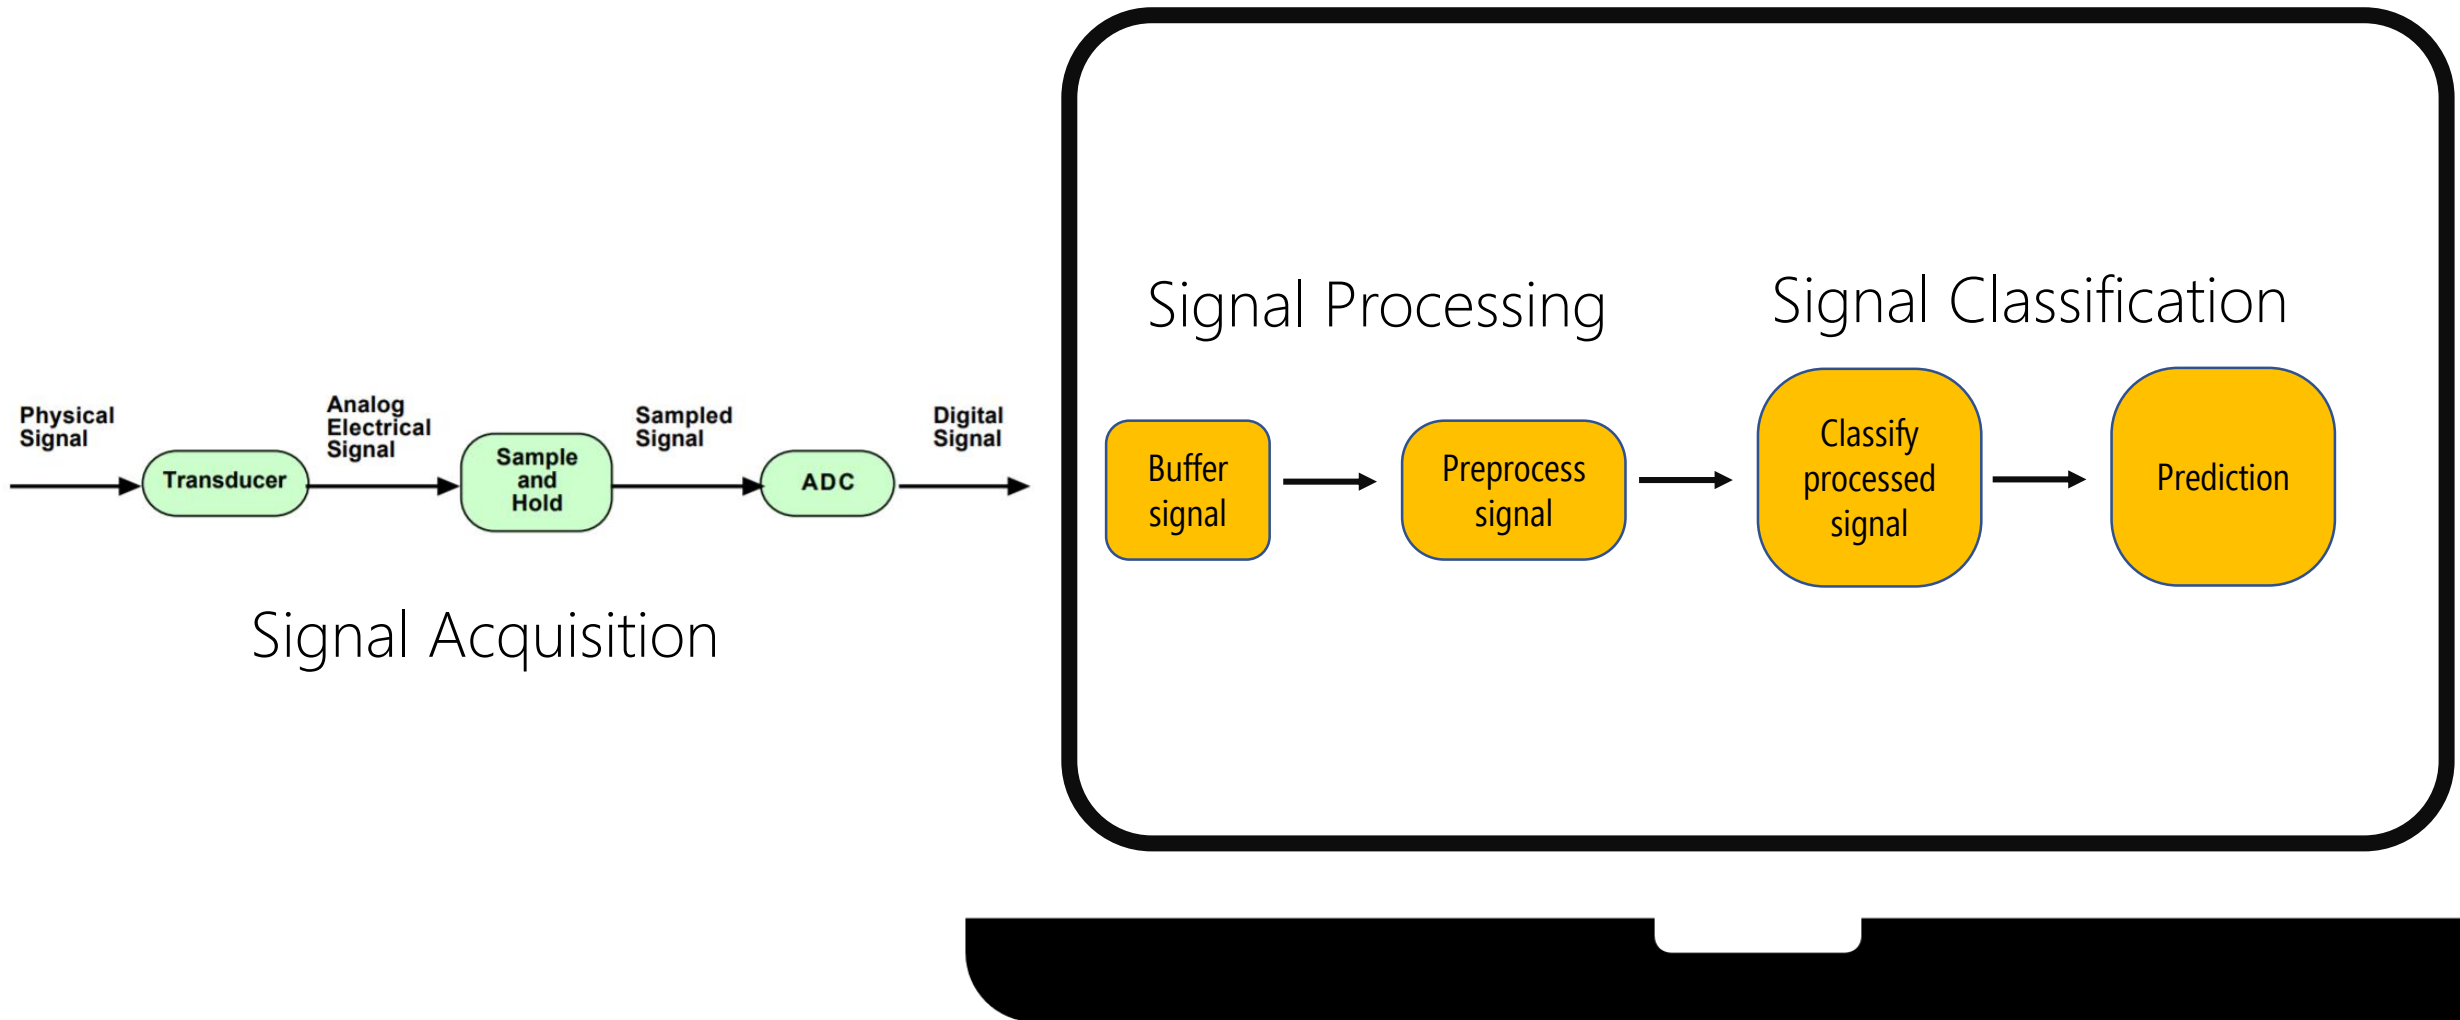 Physical
Signal
Transducer
Analog
Electrical
Signal
Sample
and
Hold
Sampled
Signal
ADC
Digital
Signal
Signal Acquisition
Signal Processing
Buffer
signal
Preprocess
signal
Signal Classification
Classify
processed
signal
Prediction